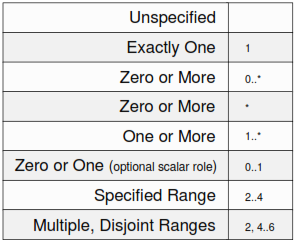 Unspecified
Exactly One 1
Zero or More 0..*
Zero or More *
One or More 1..*
Zero or One (optional scalar role) 0..1
Specified Range 2..4
Multiple, Disjoint Ranges 2, 4..6